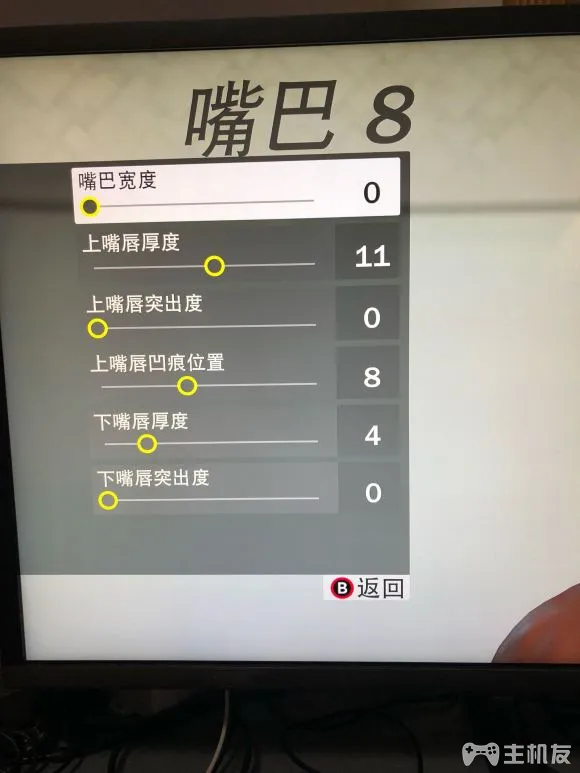 嘴巴 8
嘴巴宽度 0
上嘴唇厚度 11
上嘴唇突出度 0
上嘴唇凹痕位置 8
下嘴唇厚度 4
下嘴唇突出度 0
B 返回
主机友